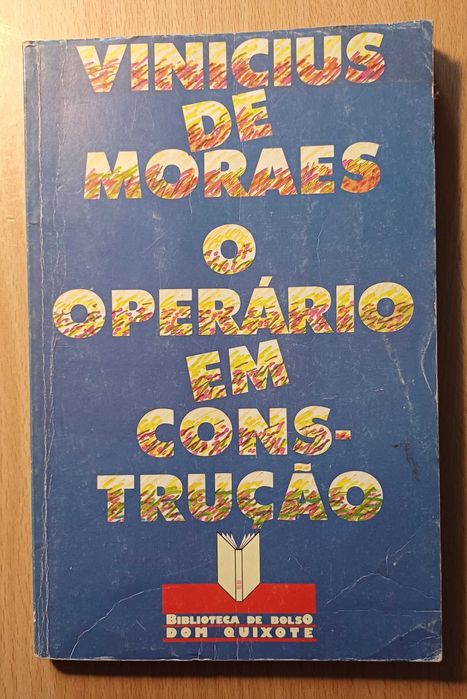 VINICIUS
DE
MORAES
O
OPERÁRIO
EM
CONS-
TRUÇÃO
BIBLIOTECA DE BOLSO
DOM QUIXOTE